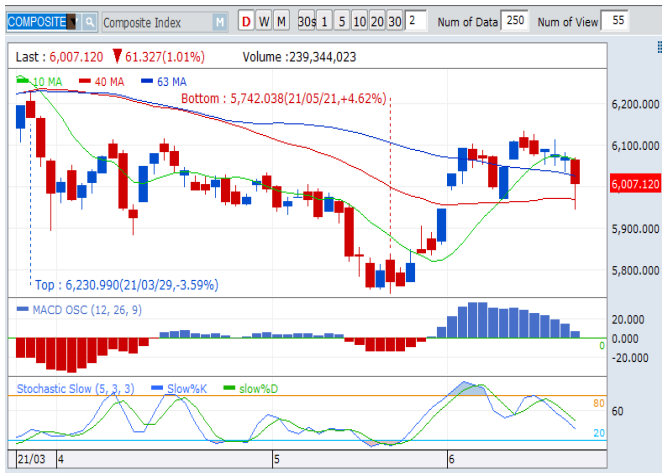 COMPOSITE Composite Index M D W M 30s 1 5 10 20 30 2 Num of Data 250 Num of View 55
Last : 6,007.120 ▼ 61.327(1.01%) Volume :239,344,023
10 MA 40 MA 63 MA
Bottom : 5,742.038(21/05/21,+4.62%)
6,200.000
6,100.000
6,007.120
5,900.000
5,800.000
Top : 6,230.990(21/03/29,-3.59%)
MACD OSC (12, 26, 9)
20.000
0.000
0
-20.000
Stochastic Slow (5, 3, 3) Slow%K slow%D
80
60
20
21/03 4 5 6